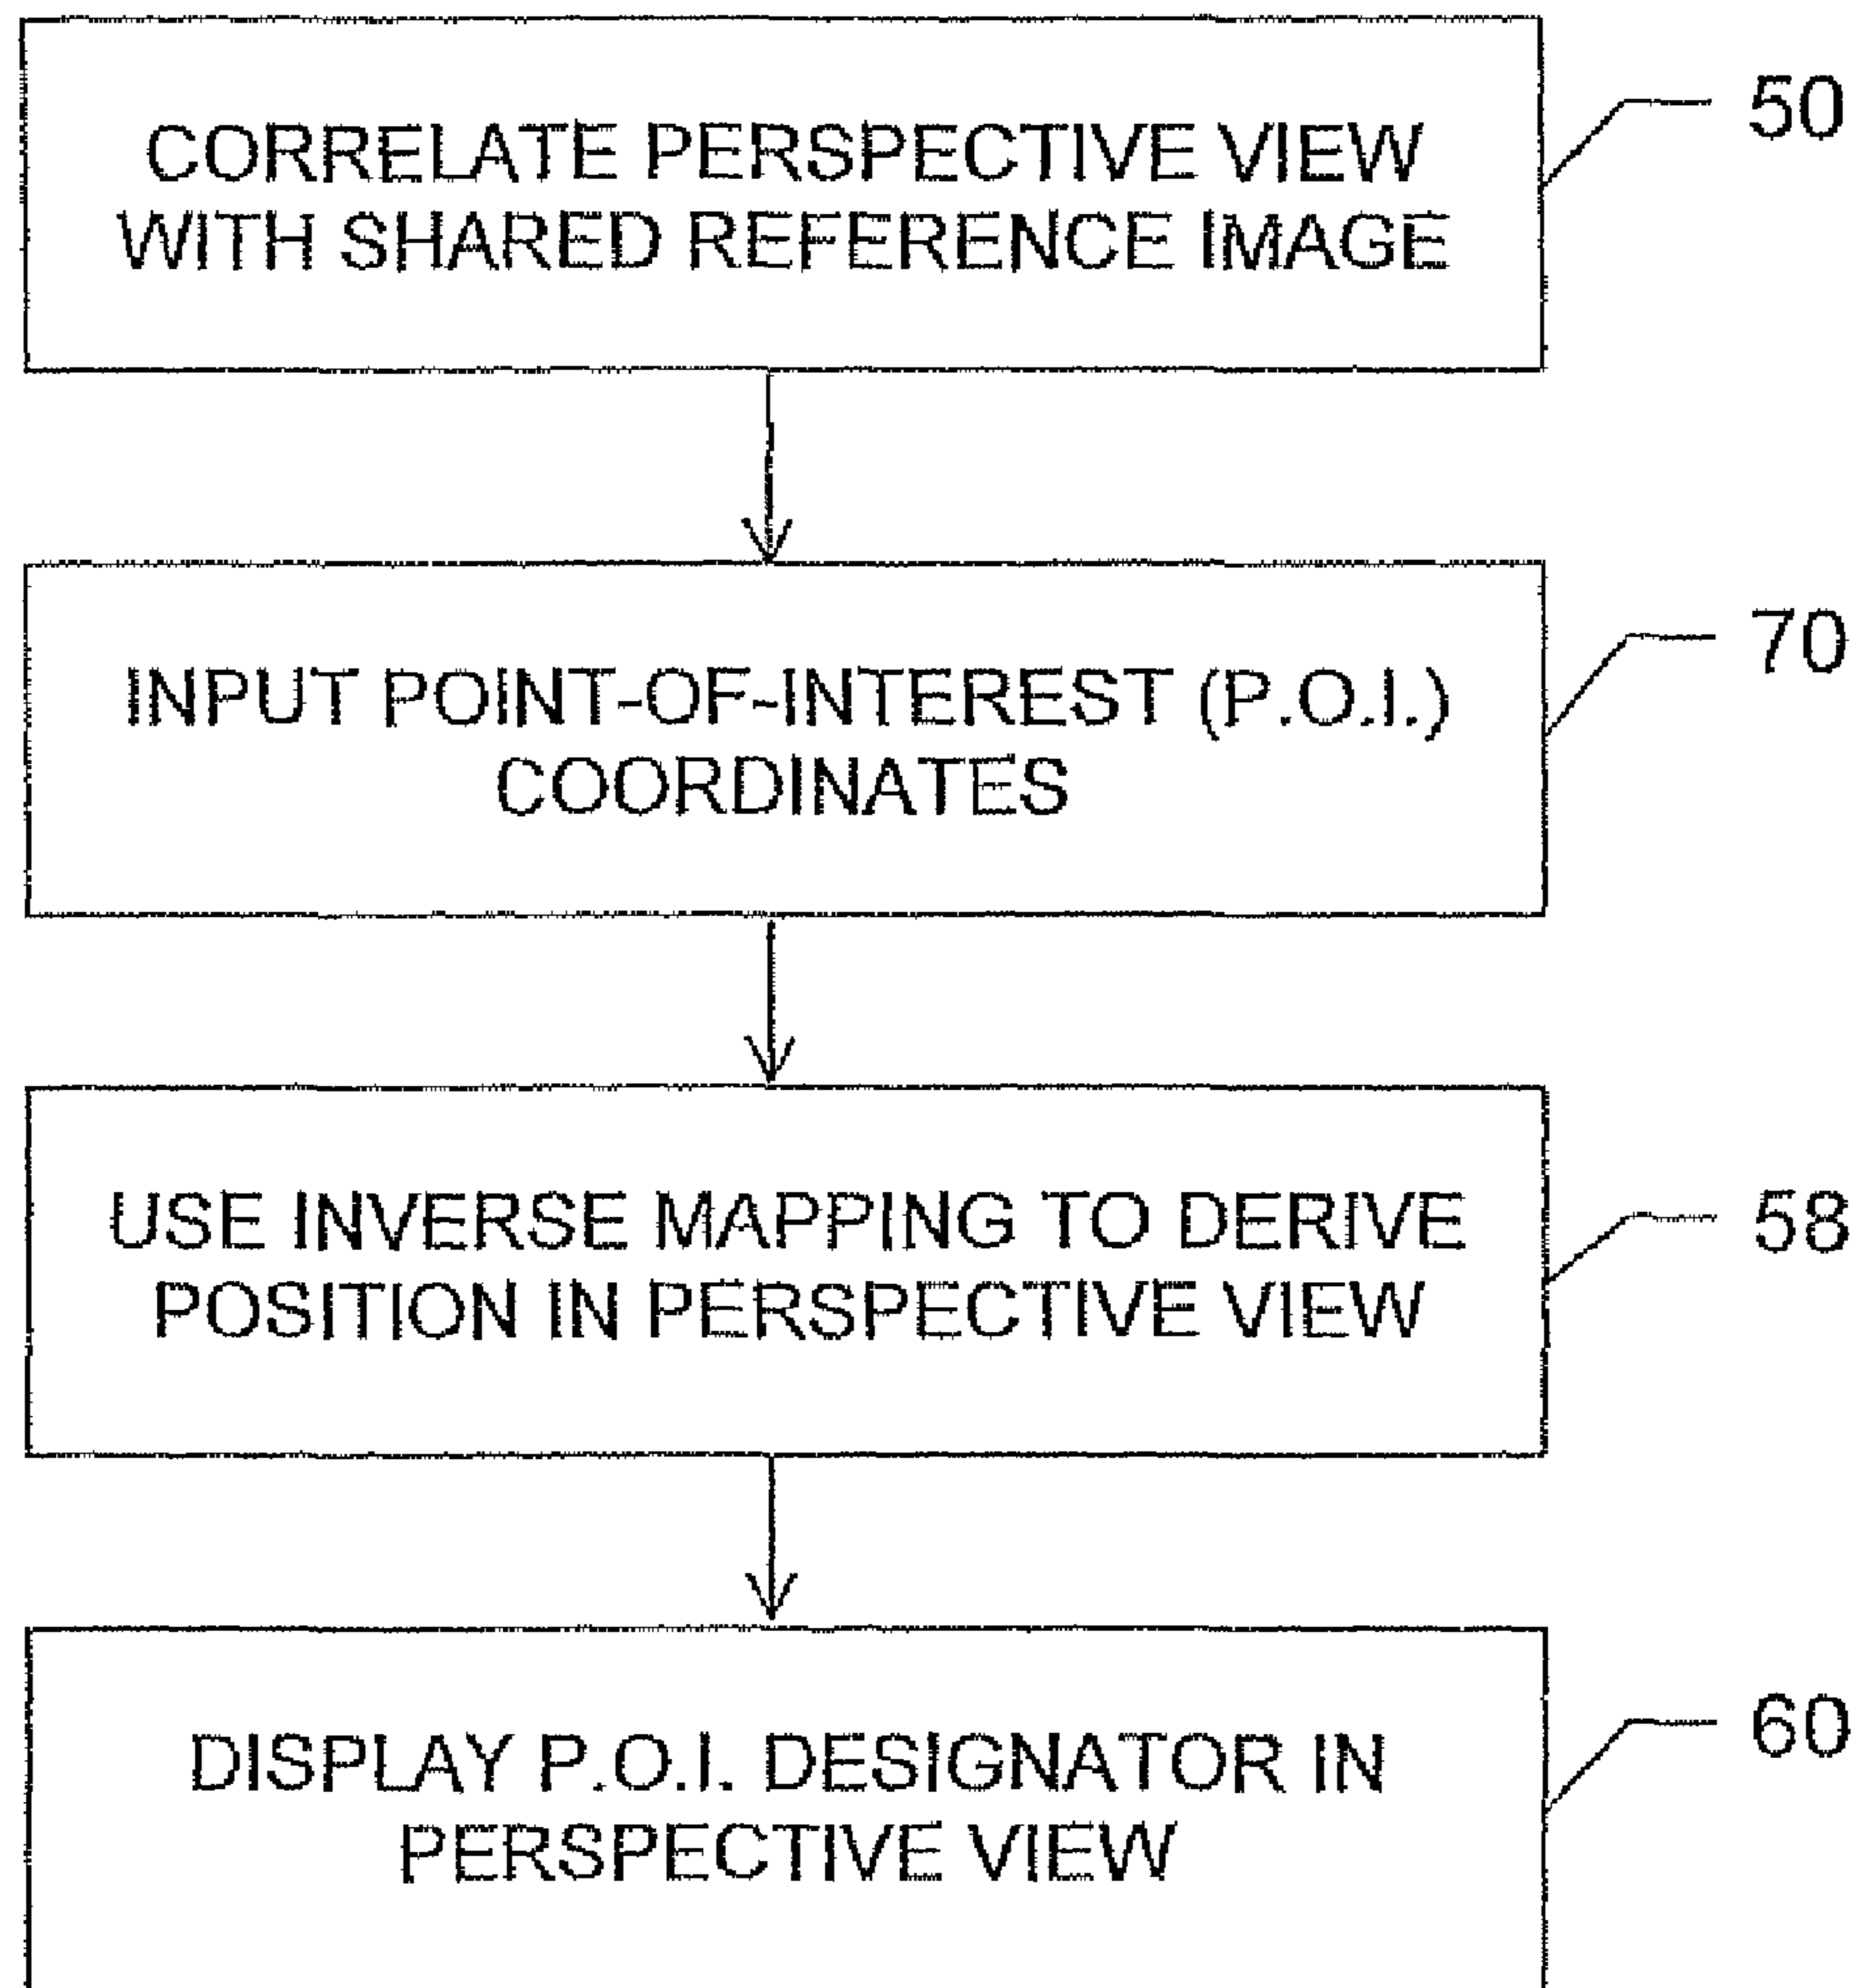 CORRELATE PERSPECTIVE VIEW
WITH SHARED REFERENCE IMAGE
50
INPUT POINT-OF-INTEREST (P.O.I.)
COORDINATES
70
USE INVERSE MAPPING TO DERIVE
POSITION IN PERSPECTIVE VIEW
58
DISPLAY P.O.I. DESIGNATOR IN
PERSPECTIVE VIEW
60